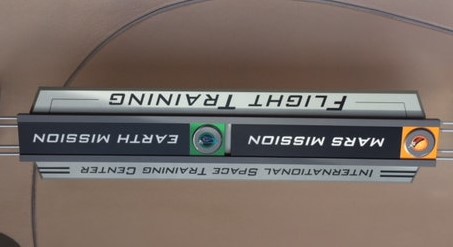 INTERNATIONAL SPACE TRAINING CENTER
MARS MISSION EARTH MISSION
FLIGHT TRAINING